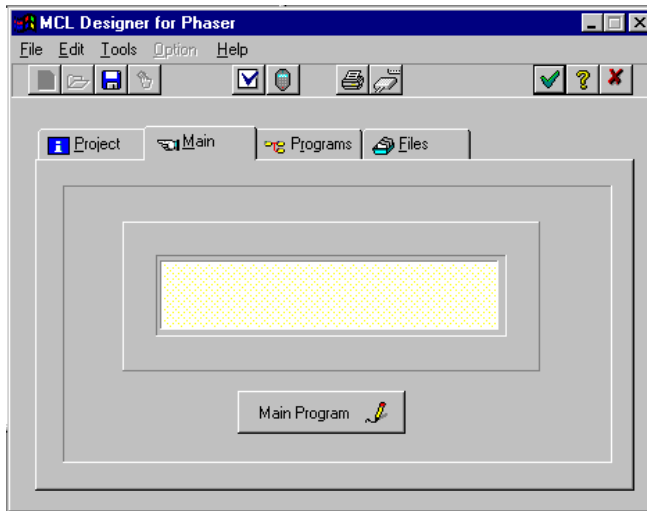 MCL Designer for Phaser
File Edit Tools Option Help
Project Main Programs Files
Main Program